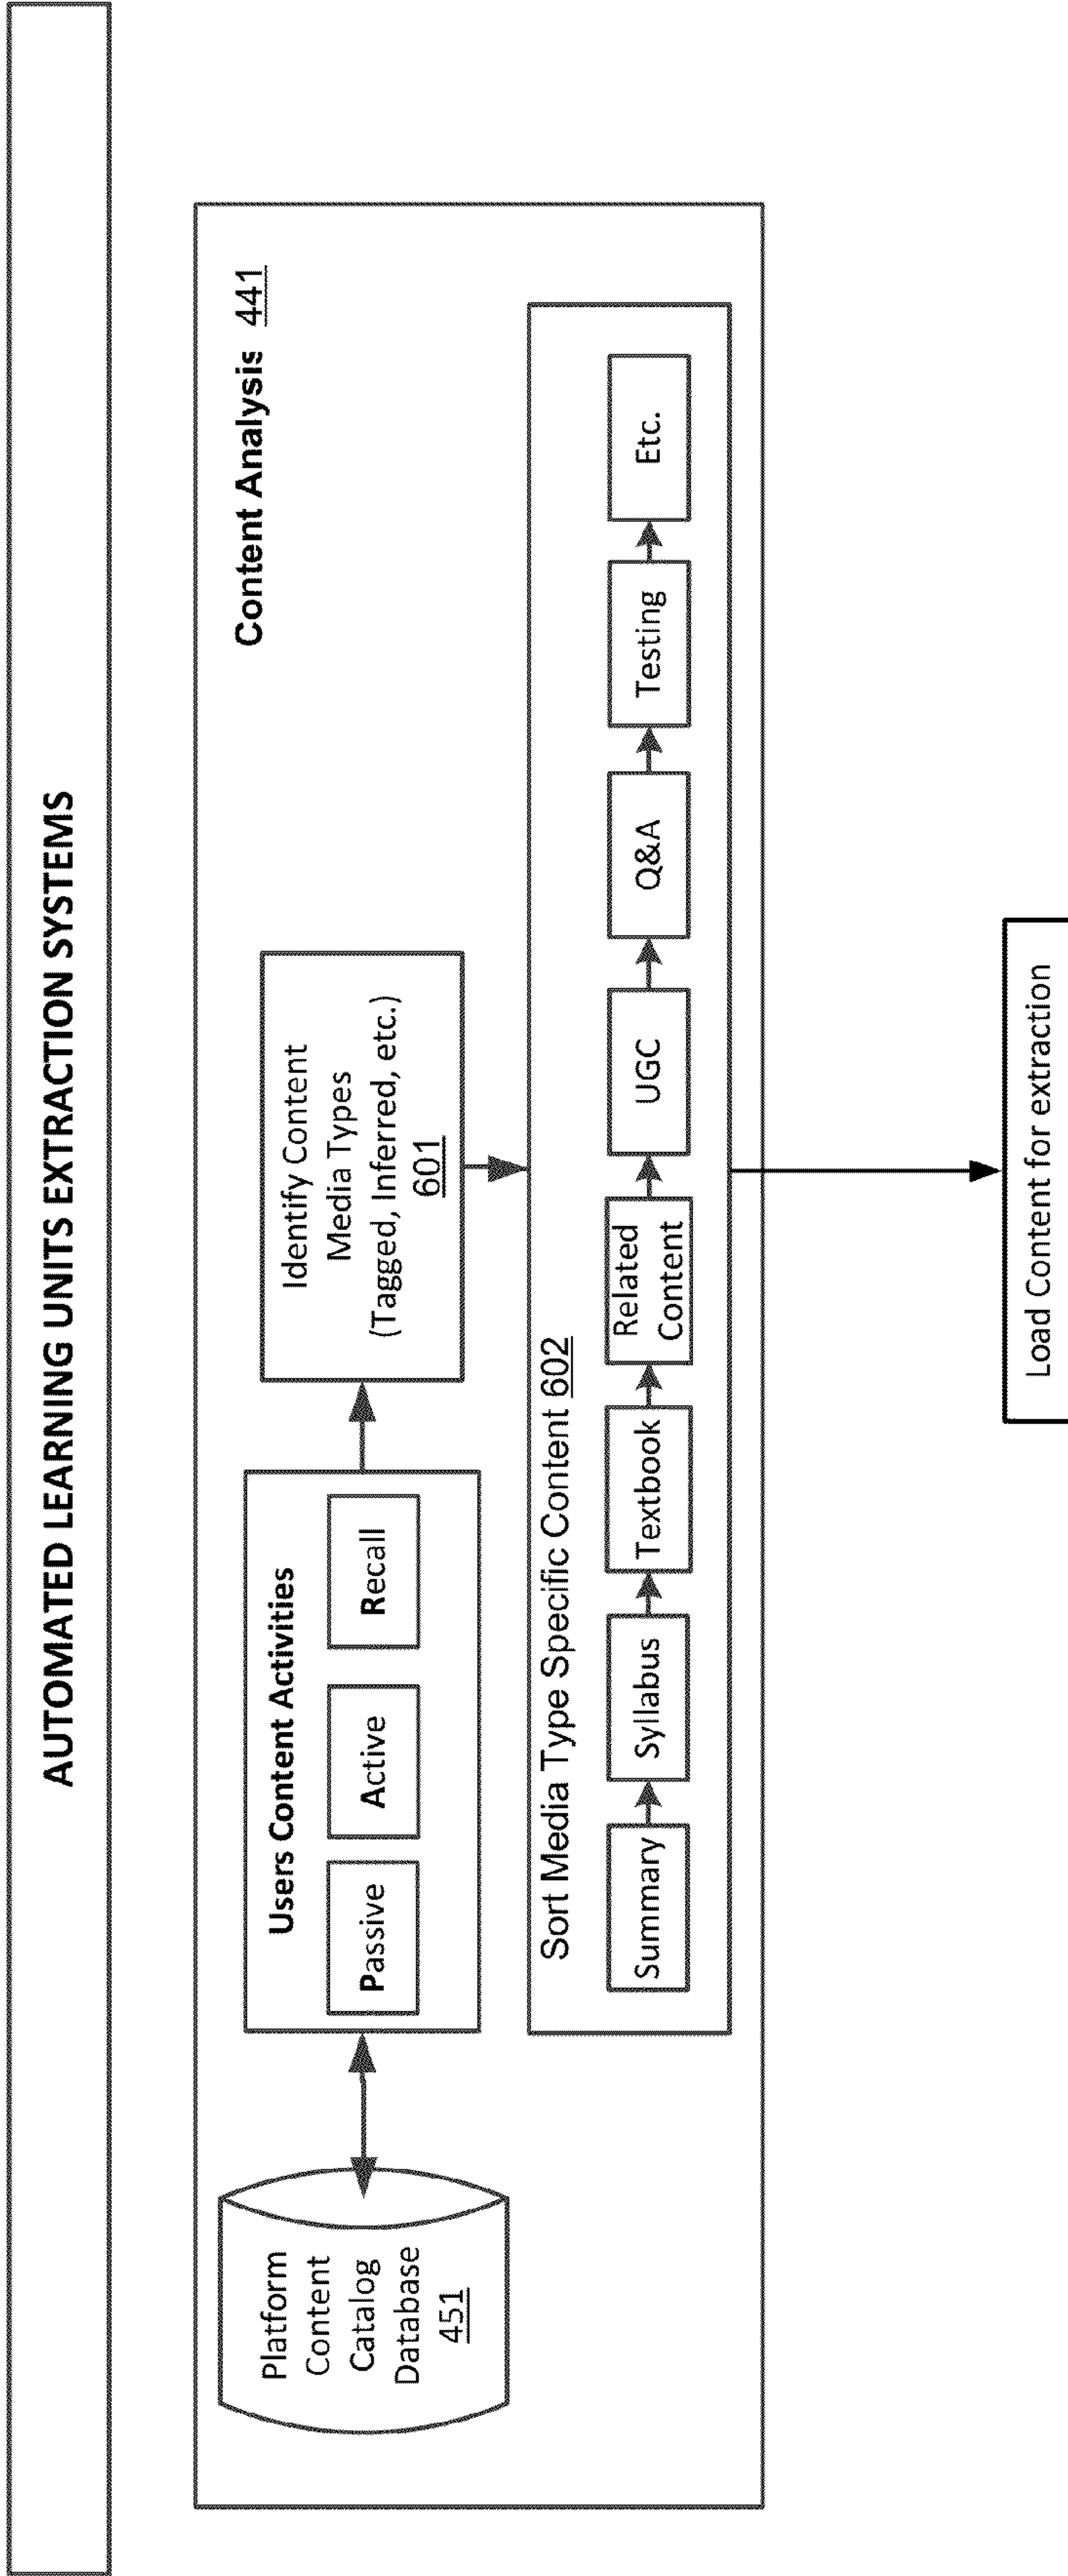 AUTOMATED LEARNING UNITS EXTRACTION SYSTEMS
Content Analysis 441
Platform
Content
Catalog
Database
451
Users Content Activities
Passive
Active
Recall
Identify Content
Media Types
(Tagged, Inferred, etc.)
601
Sort Media Type Specific Content 602
Summary
Syllabus
Textbook
Related
Content
UGC
Q&A
Testing
Etc.
Load Content for extraction